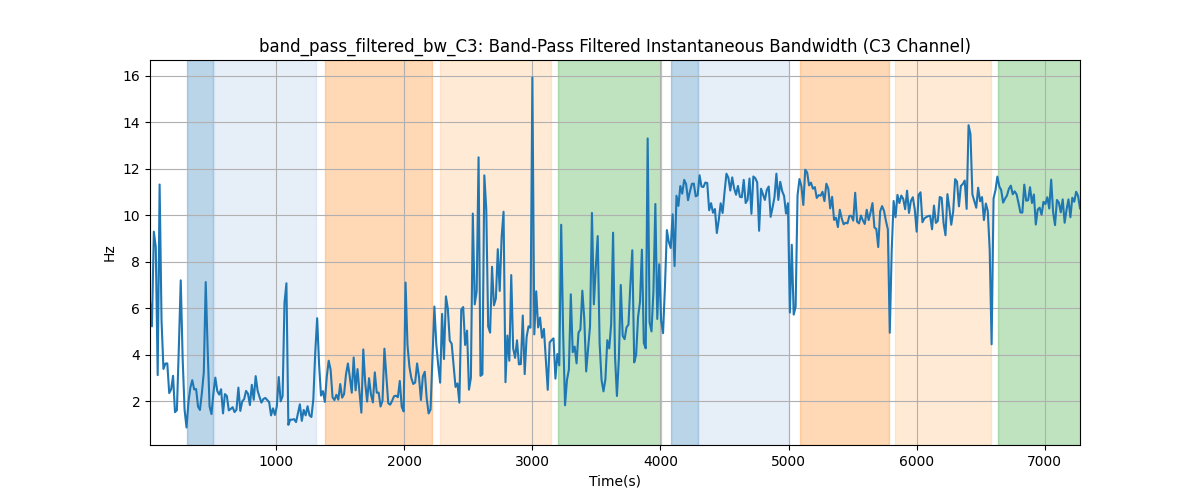 band_pass_filtered_bw_C3: Band-Pass Filtered Instantaneous Bandwidth (C3 Channel)
16
14
12
10
8
6
4
2
Hz
1000 2000 3000 4000 5000 6000 7000
Time(s)